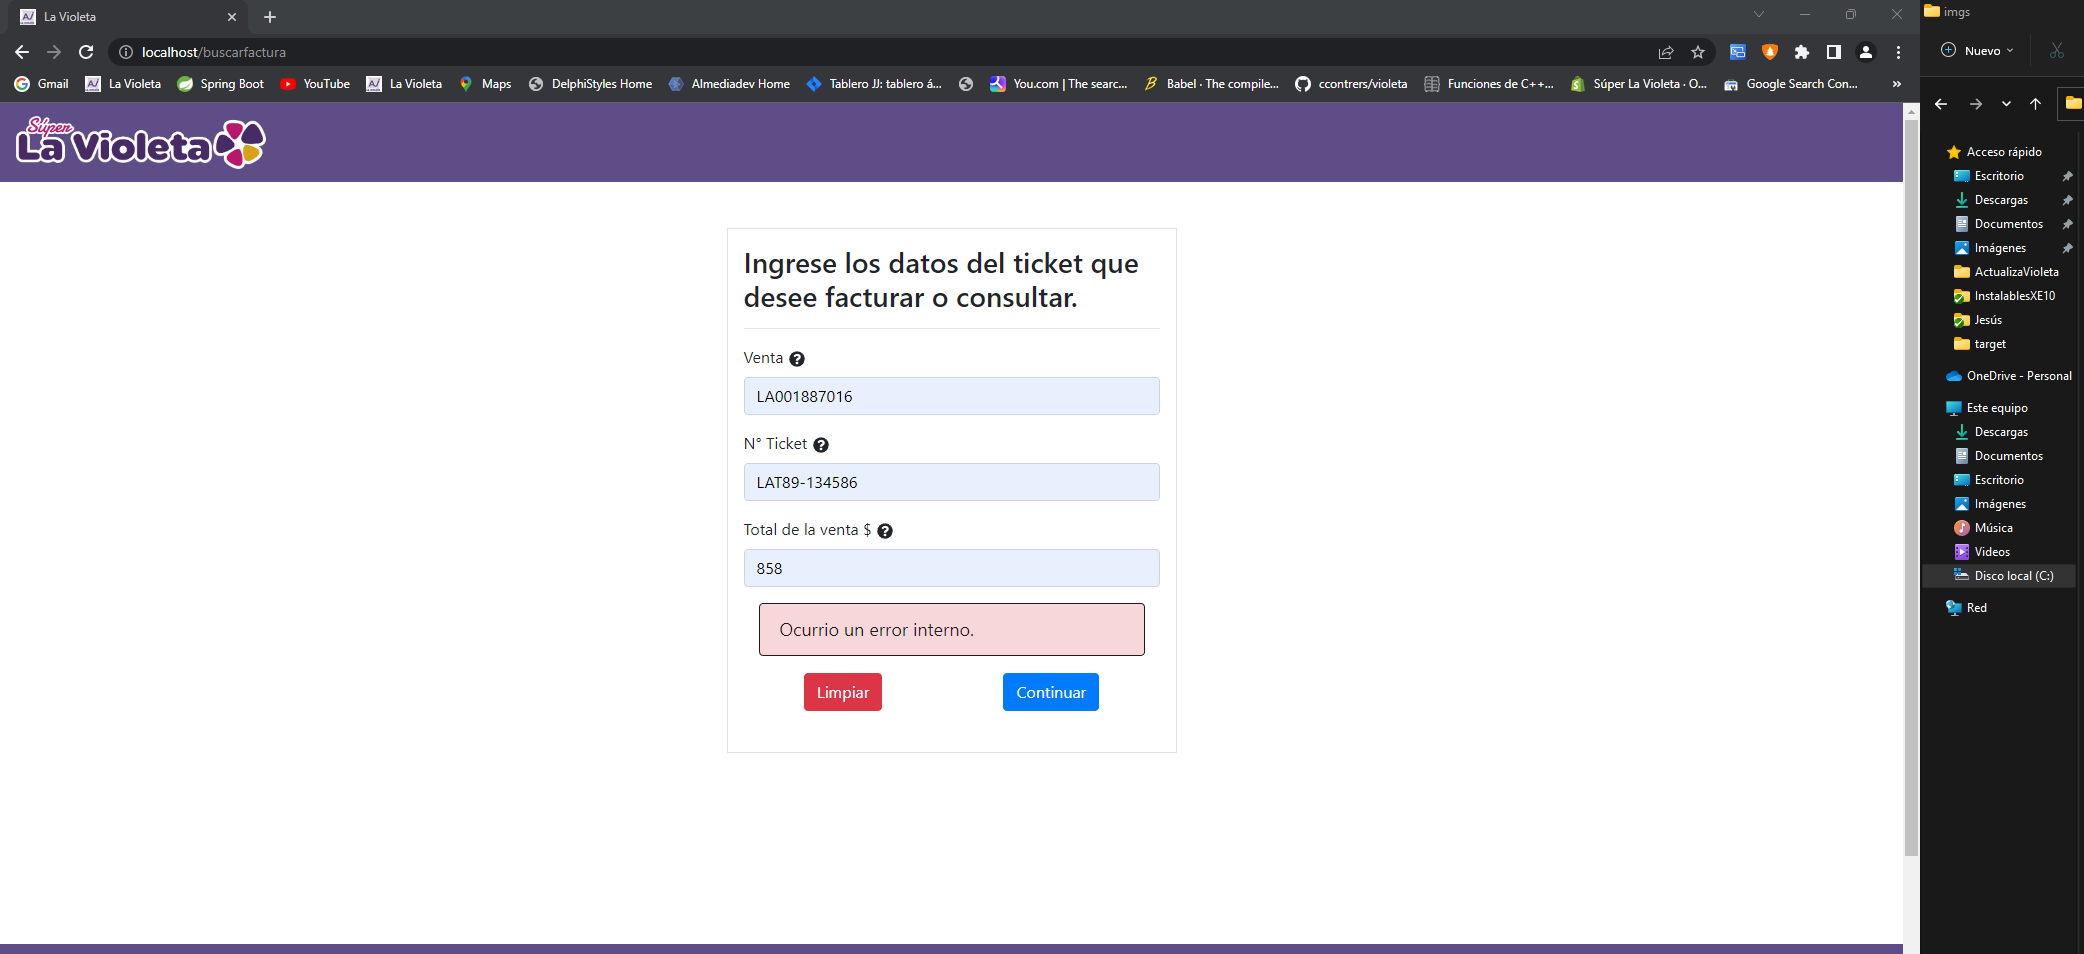 La Violeta
imgs
localhost/buscarfactura
Nuevo
Gmail
La Violeta
Spring Boot
YouTube
La Violeta
Maps
DelphiStyles Home
Almediadev Home
Tablero JJ: tablero á...
You.com | The searc...
Babel · The compile...
ccontrers/violeta
Funciones de C++...
Súper La Violeta · O...
Google Search Con...
»
Súper
La Violeta
Ingrese los datos del ticket que
desee facturar o consultar.
Venta
LA001887016
N° Ticket
LAT89-134586
Total de la venta $
858
Ocurrio un error interno.
Limpiar
Continuar
Acceso rápido
Escritorio
Descargas
Documentos
Imágenes
ActualizaVioleta
InstalablesXE10
Jesús
target
OneDrive - Personal
Este equipo
Descargas
Documentos
Escritorio
Imágenes
Música
Videos
Disco local (C:)
Red